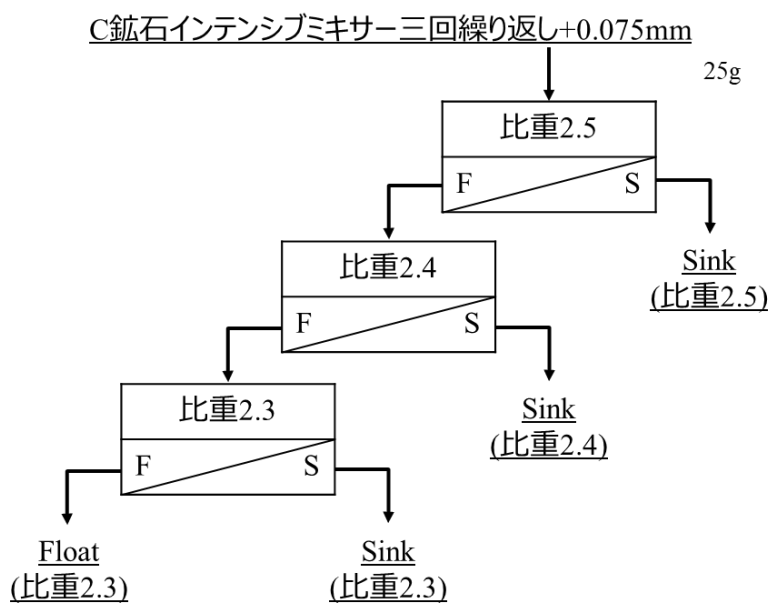 C鉱石インテンシブミキサー三回繰り返し+0.075mm
25g
比重2.5
F
S
Sink
(比重2.5)
比重2.4
F
S
Sink
(比重2.4)
比重2.3
F
S
Float
(比重2.3)
Sink
(比重2.3)